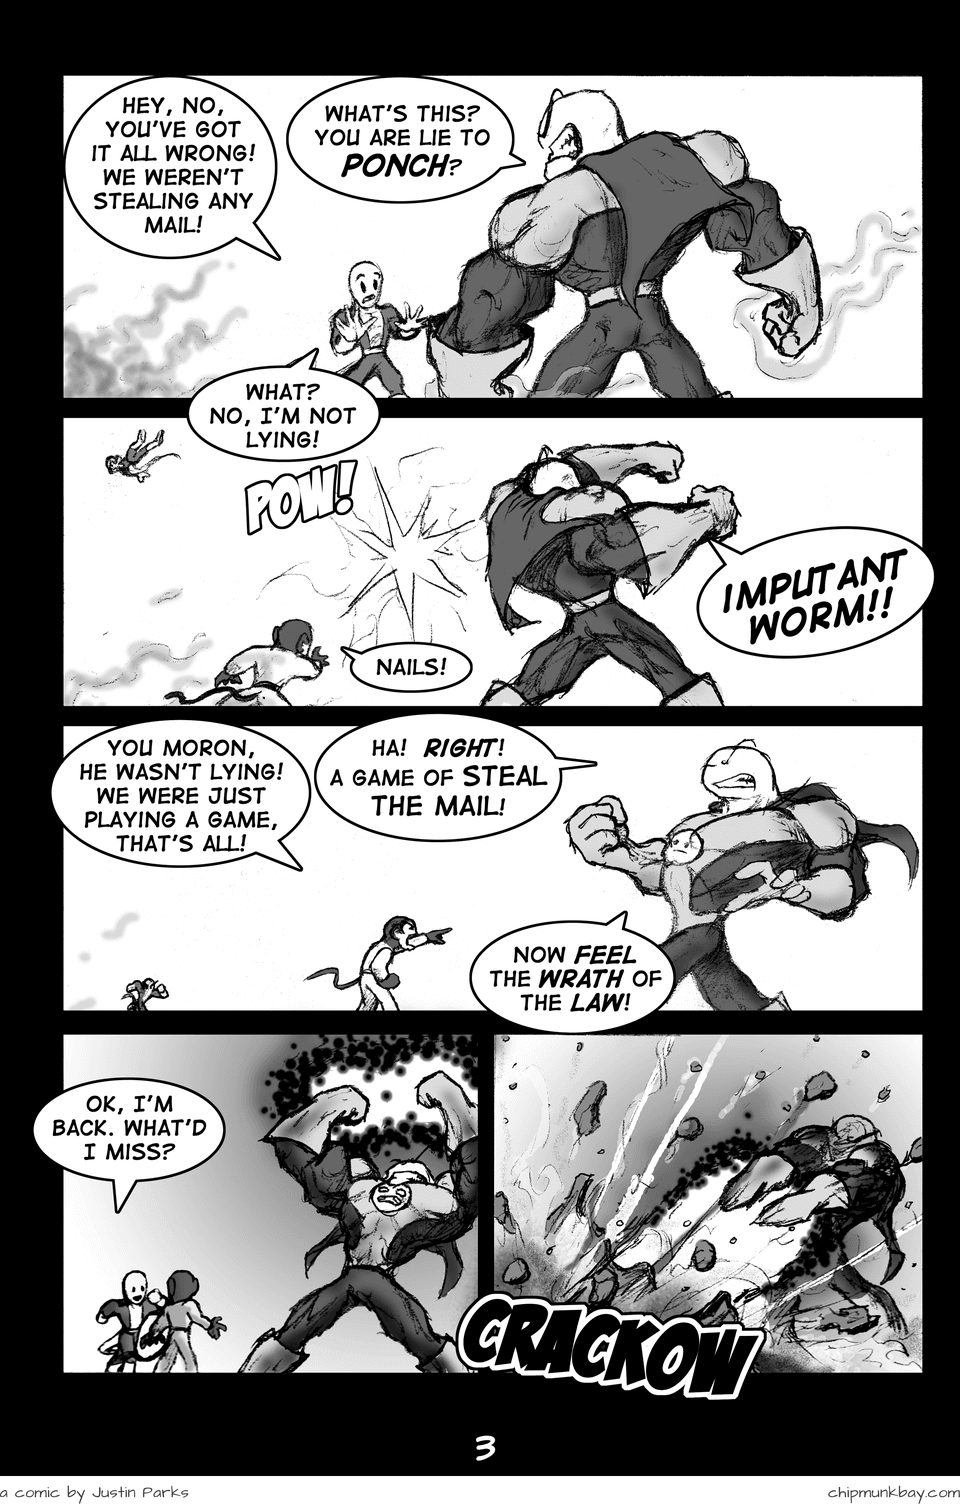 HEY, NO,
YOU'VE GOT
IT ALL WRONG!
WE WEREN'T
STEALING ANY
MAIL!
WHAT'S THIS?
YOU ARE LIE TO
PONCH?
WHAT?
NO, I'M NOT
LYING!
POW!
IMPUTANT
WORM!!
NAILS!
YOU MORON,
HE WASN'T LYING!
WE WERE JUST
PLAYING A GAME,
THAT'S ALL!
HA! RIGHT!
A GAME OF STEAL
THE MAIL!
NOW FEEL
THE WRATH OF
THE LAW!
OK, I'M
BACK. WHAT'D
I MISS?
CRACKOW
3
a comic by Justin Parks
chipmunkbay.com